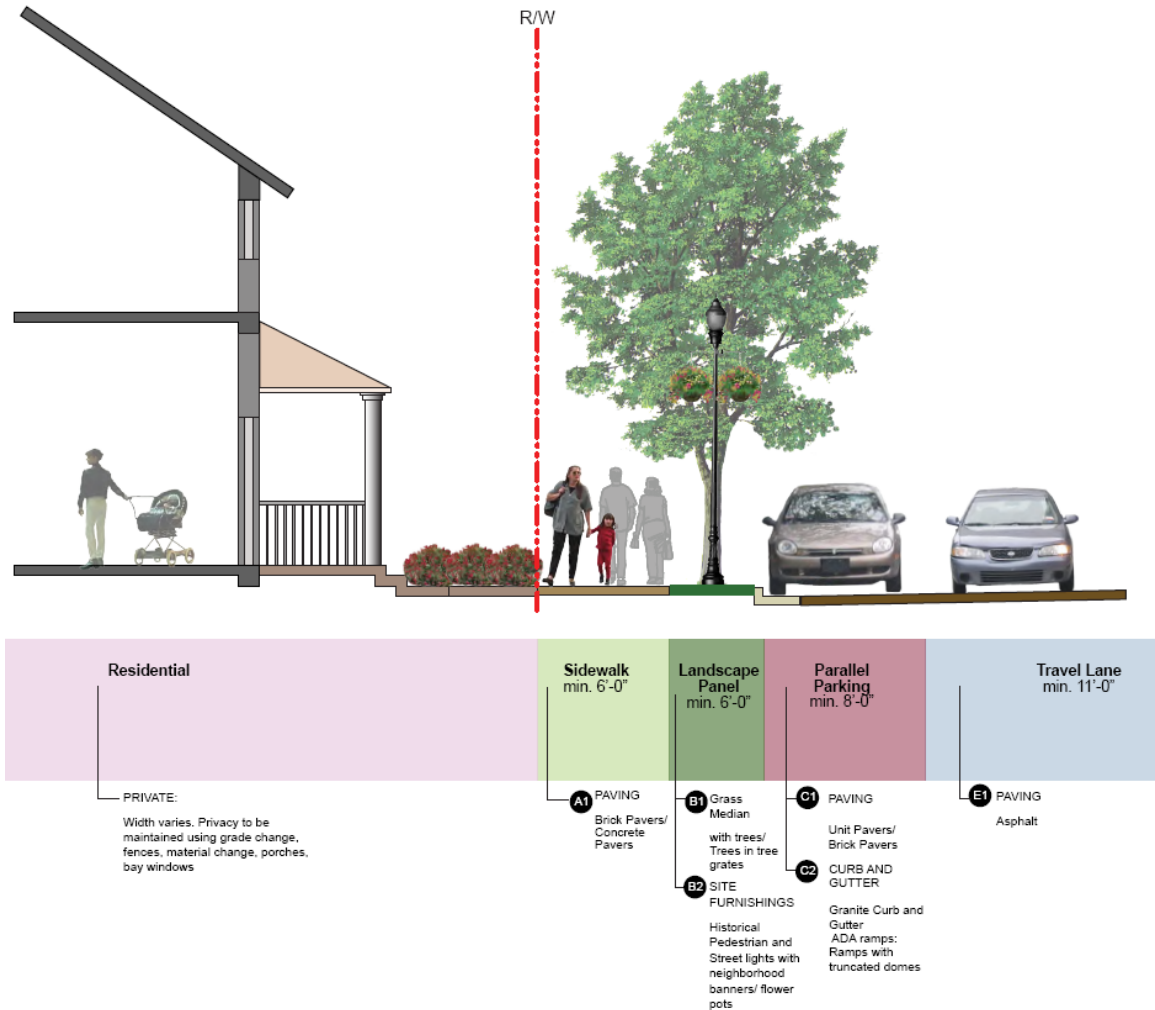 R/W
Residential
Sidewalk
min. 6’-0”
Landscape
Panel
min. 6’-0”
Parallel
Parking
min. 8’-0”
Travel Lane
min. 11’-0”
PRIVATE:
Width varies. Privacy to be
maintained using grade change,
fences, material change, porches,
bay windows
A1 PAVING
Brick Pavers/
Concrete
Pavers
B1 Grass
Median
with trees/
Trees in tree
grates
B2 SITE
FURNISHINGS
Historical
Pedestrian and
Street lights with
neighborhood
banners/ flower
pots
C1 PAVING
Unit Pavers/
Brick Pavers
C2 CURB AND
GUTTER
Granite Curb and
Gutter
ADA ramps:
Ramps with
truncated domes
E1 PAVING
Asphalt